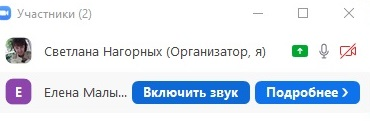 Участники (2)
Светлана Нагорных (Организатор, я)
E Елена Малы... Включить звук Подробнее >